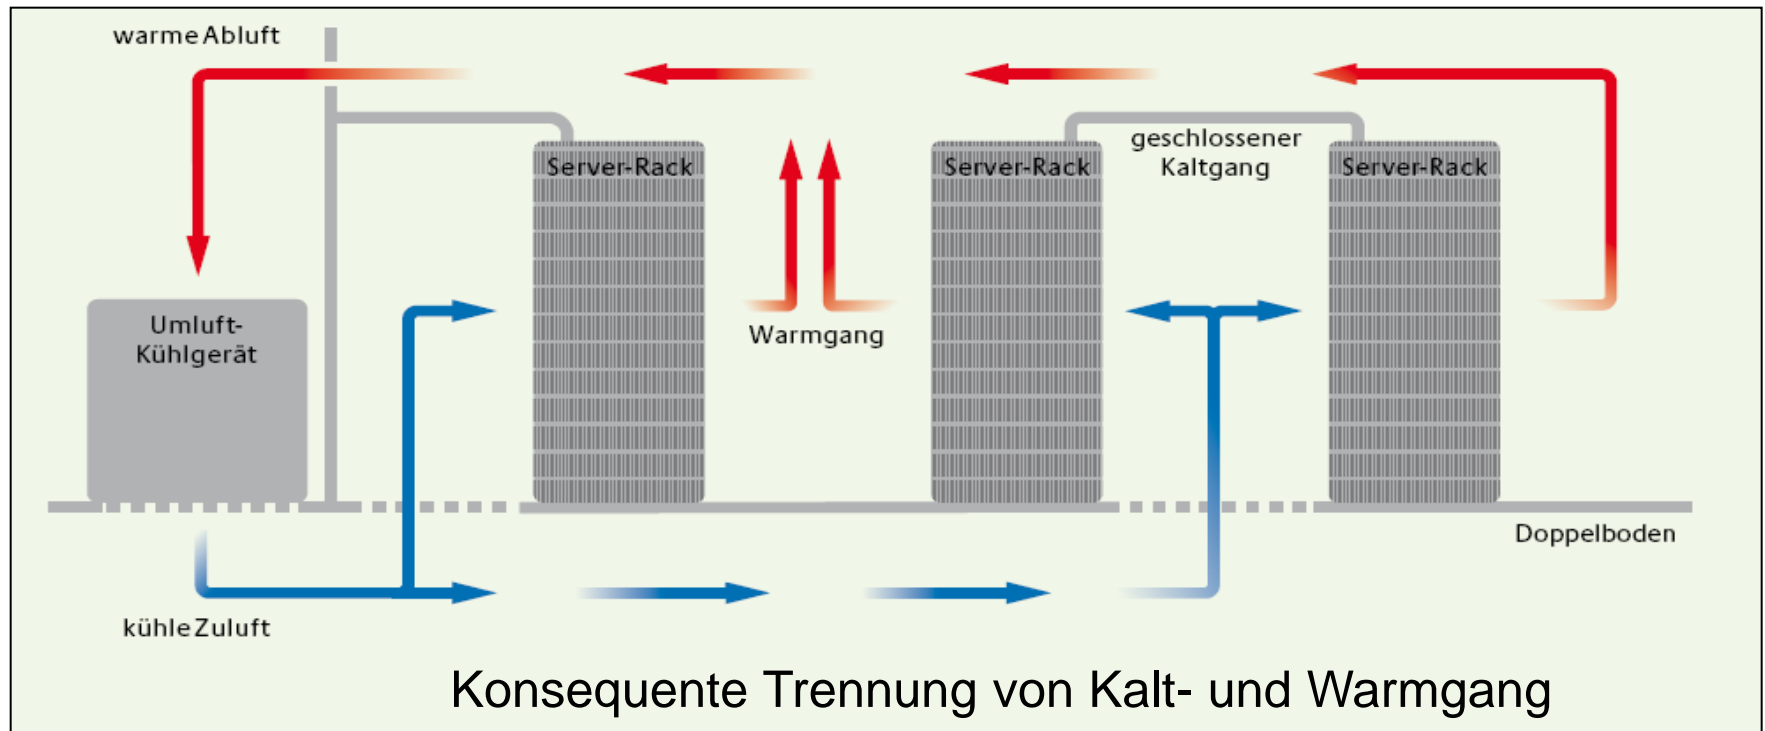 warme Abluft
geschlossener
Kaltgang
Server-Rack
Server-Rack
Server-Rack
Umluft-
Kühlgerät
Warmgang
Doppelboden
kühle Zuluft
Konsequente Trennung von Kalt- und Warmgang